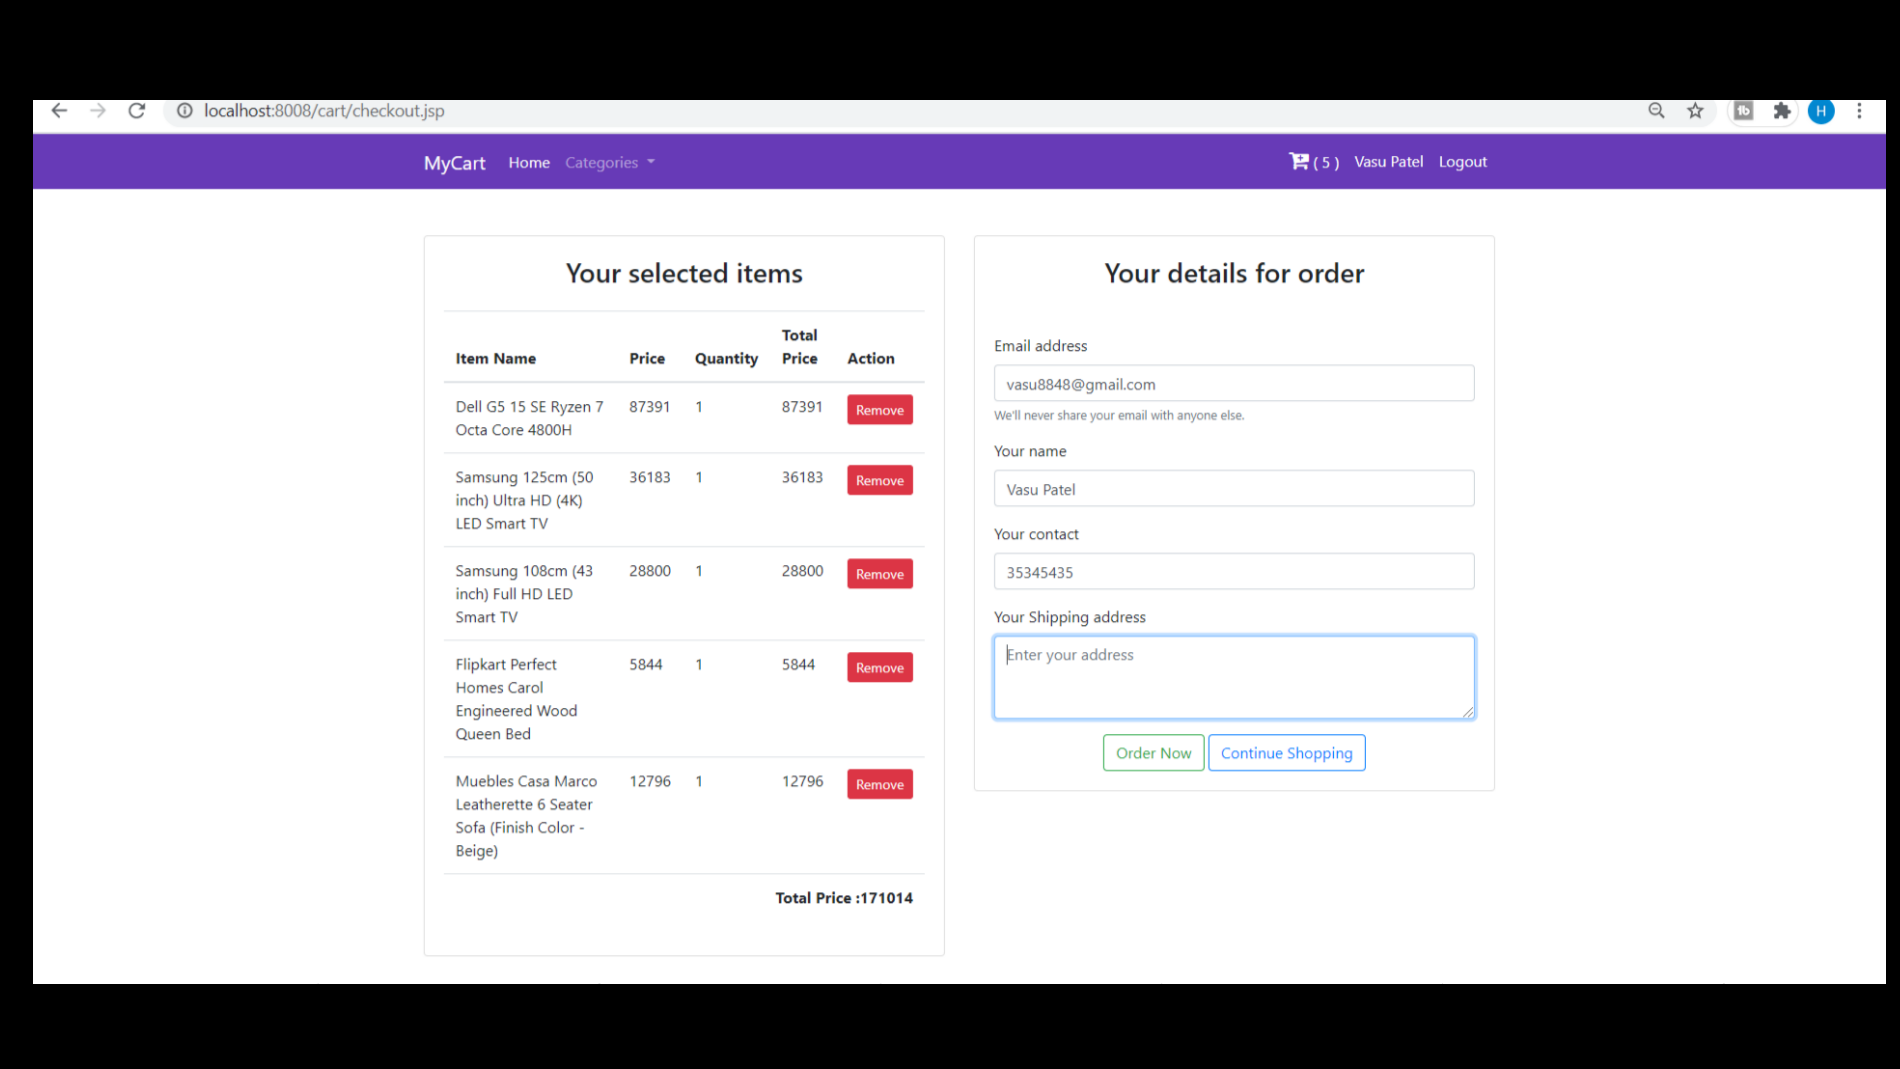 localhost:8008/cart/checkout.jsp
H
MyCart Home Categories
( 5 ) Vasu Patel Logout
Your selected items
Item Name Price Quantity Total Price Action
Dell G5 15 SE Ryzen 7 87391 1 87391 Remove
Octa Core 4800H
Samsung 125cm (50 36183 1 36183 Remove
inch) Ultra HD (4K)
LED Smart TV
Samsung 108cm (43 28800 1 28800 Remove
inch) Full HD LED
Smart TV
Flipkart Perfect 5844 1 5844 Remove
Homes Carol
Engineered Wood
Queen Bed
Muebles Casa Marco 12796 1 12796 Remove
Leatherette 6 Seater
Sofa (Finish Color -
Beige)
Total Price :171014
Your details for order
Email address
vasu8848@gmail.com
We'll never share your email with anyone else.
Your name
Vasu Patel
Your contact
35345435
Your Shipping address
Enter your address
Order Now Continue Shopping